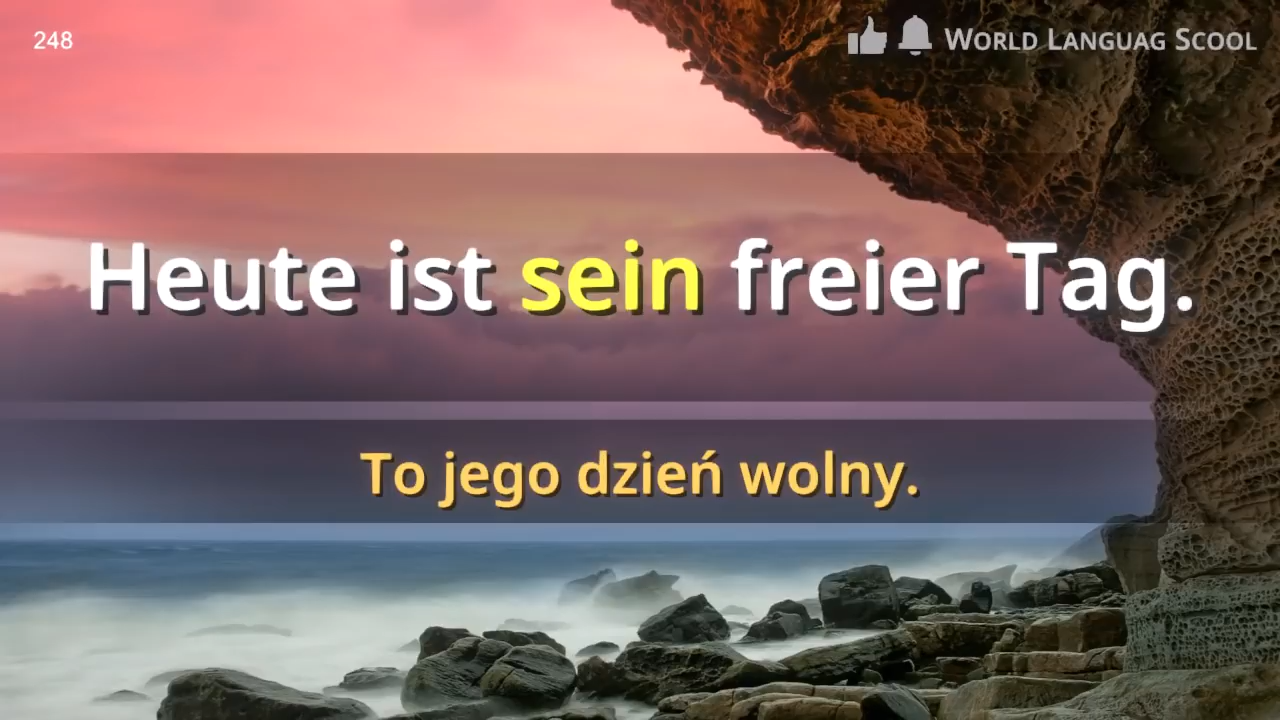 248
WORLD LANGUAG SCOOL
Heute ist sein freier Tag.
To jego dzień wolny.